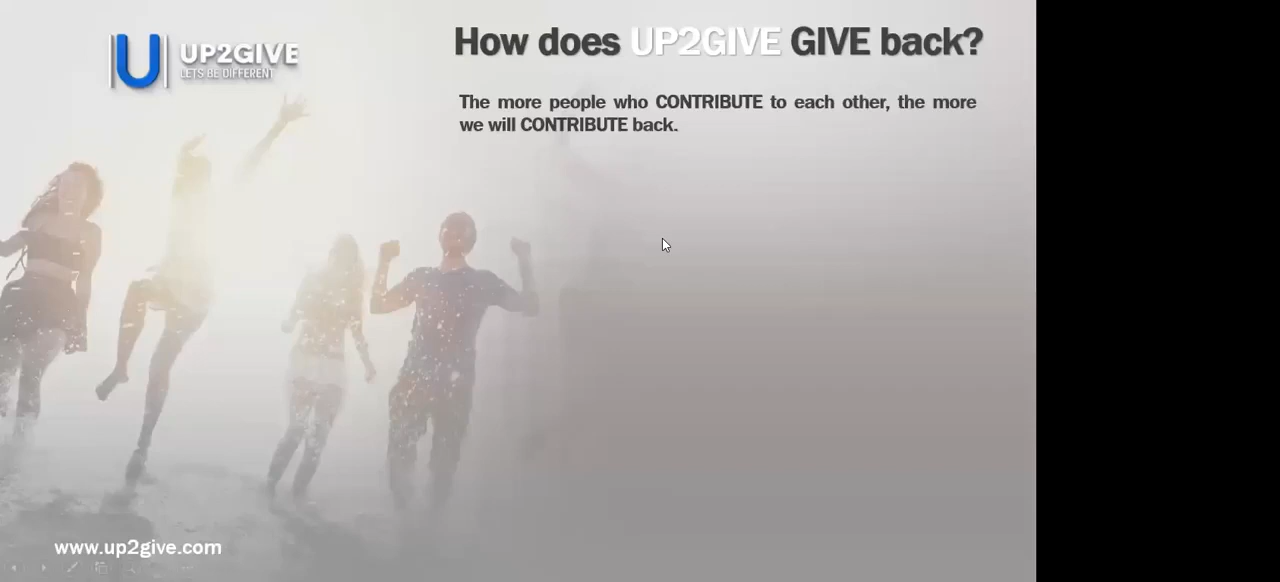 U
UP2GIVE
LETS BE DIFFERENT
How does UP2GIVE GIVE back?
The more people who CONTRIBUTE to each other, the more
we will CONTRIBUTE back.
www.up2give.com